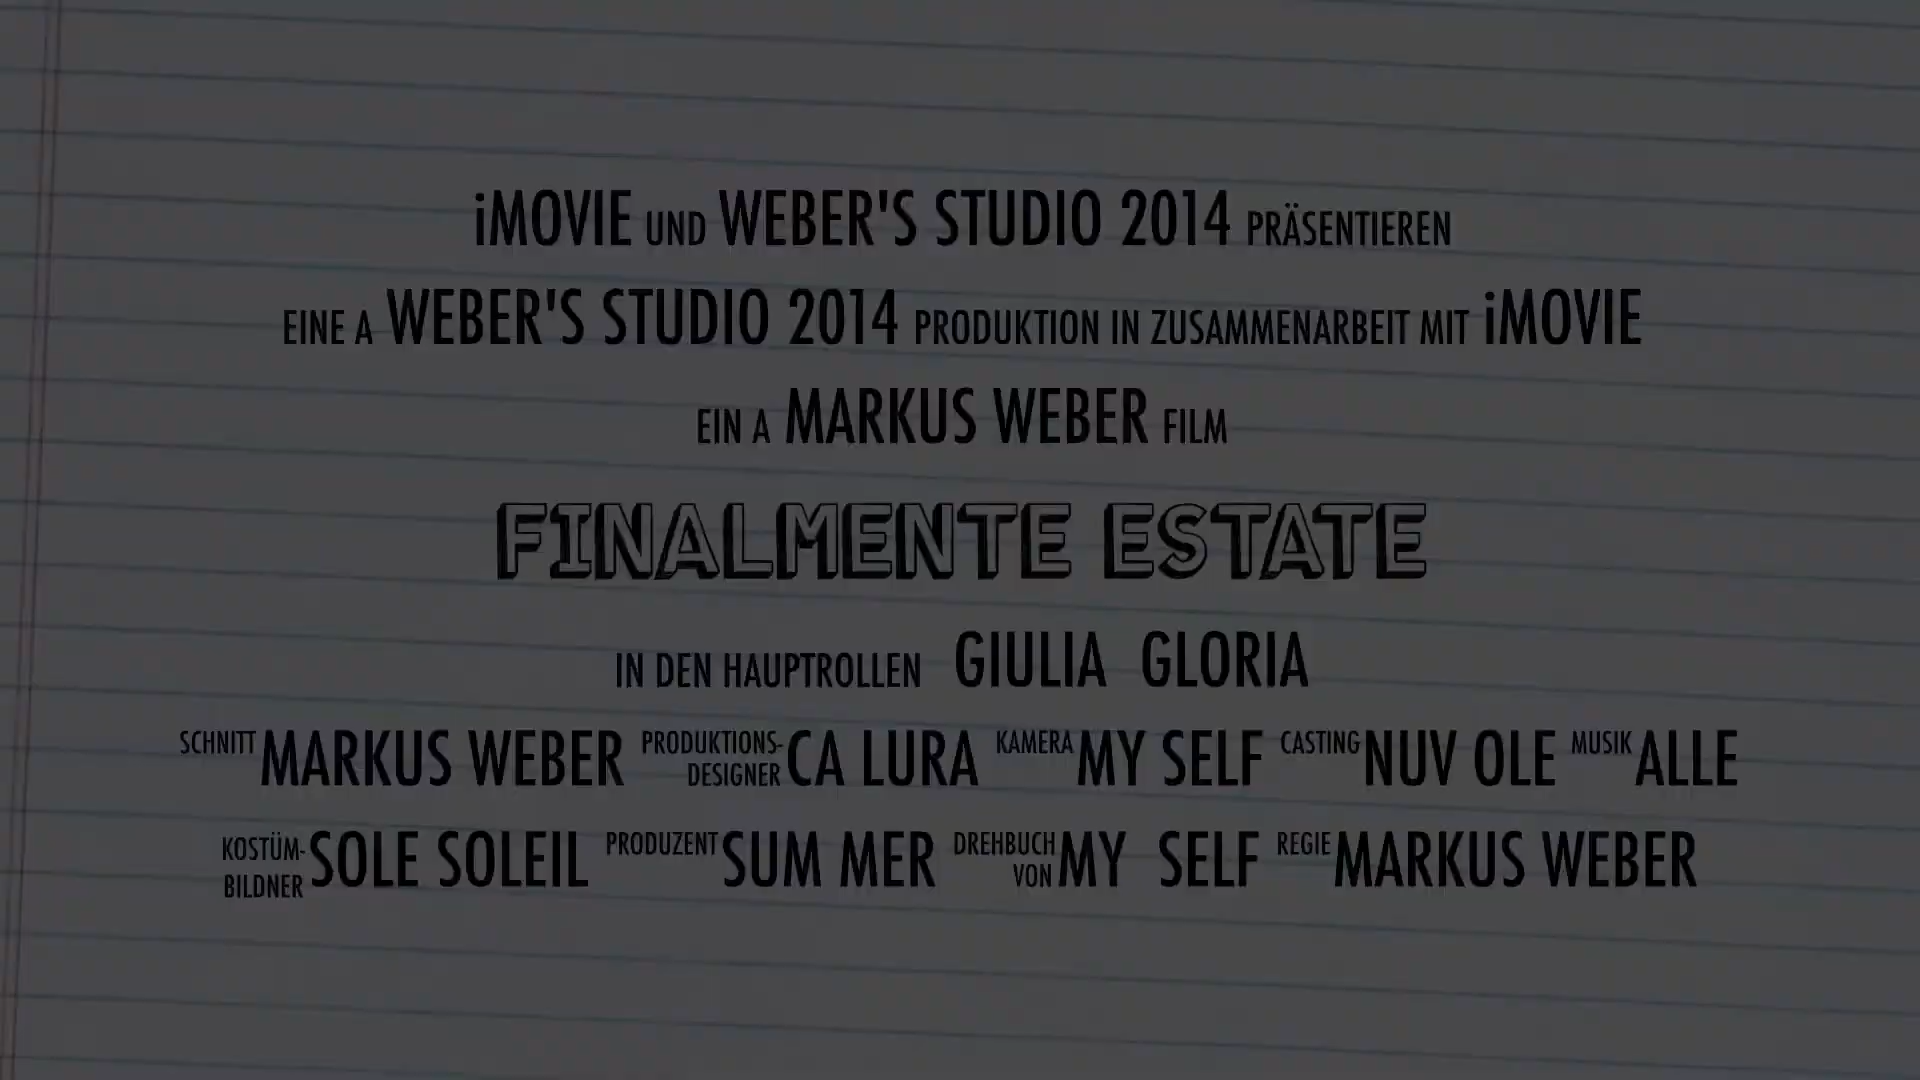 iMOVIE UND WEBER'S STUDIO 2014 PRÄSENTIEREN
EINE A WEBER'S STUDIO 2014 PRODUKTION IN ZUSAMMENARBEIT MIT iMOVIE
EIN A MARKUS WEBER FILM
FINALMENTE ESTATE
IN DEN HAUPTROLLEN GIULIA GLORIA
SCHNITT MARKUS WEBER PRODUKTIONS-DESIGNER CA LURA KAMERA MY SELF CASTING NUV OLE MUSIK ALLE
KOSTÜM-BILDNER SOLE SOLEIL PRODUZENT SUM MER DREHBUCH VON MY SELF REGIE MARKUS WEBER